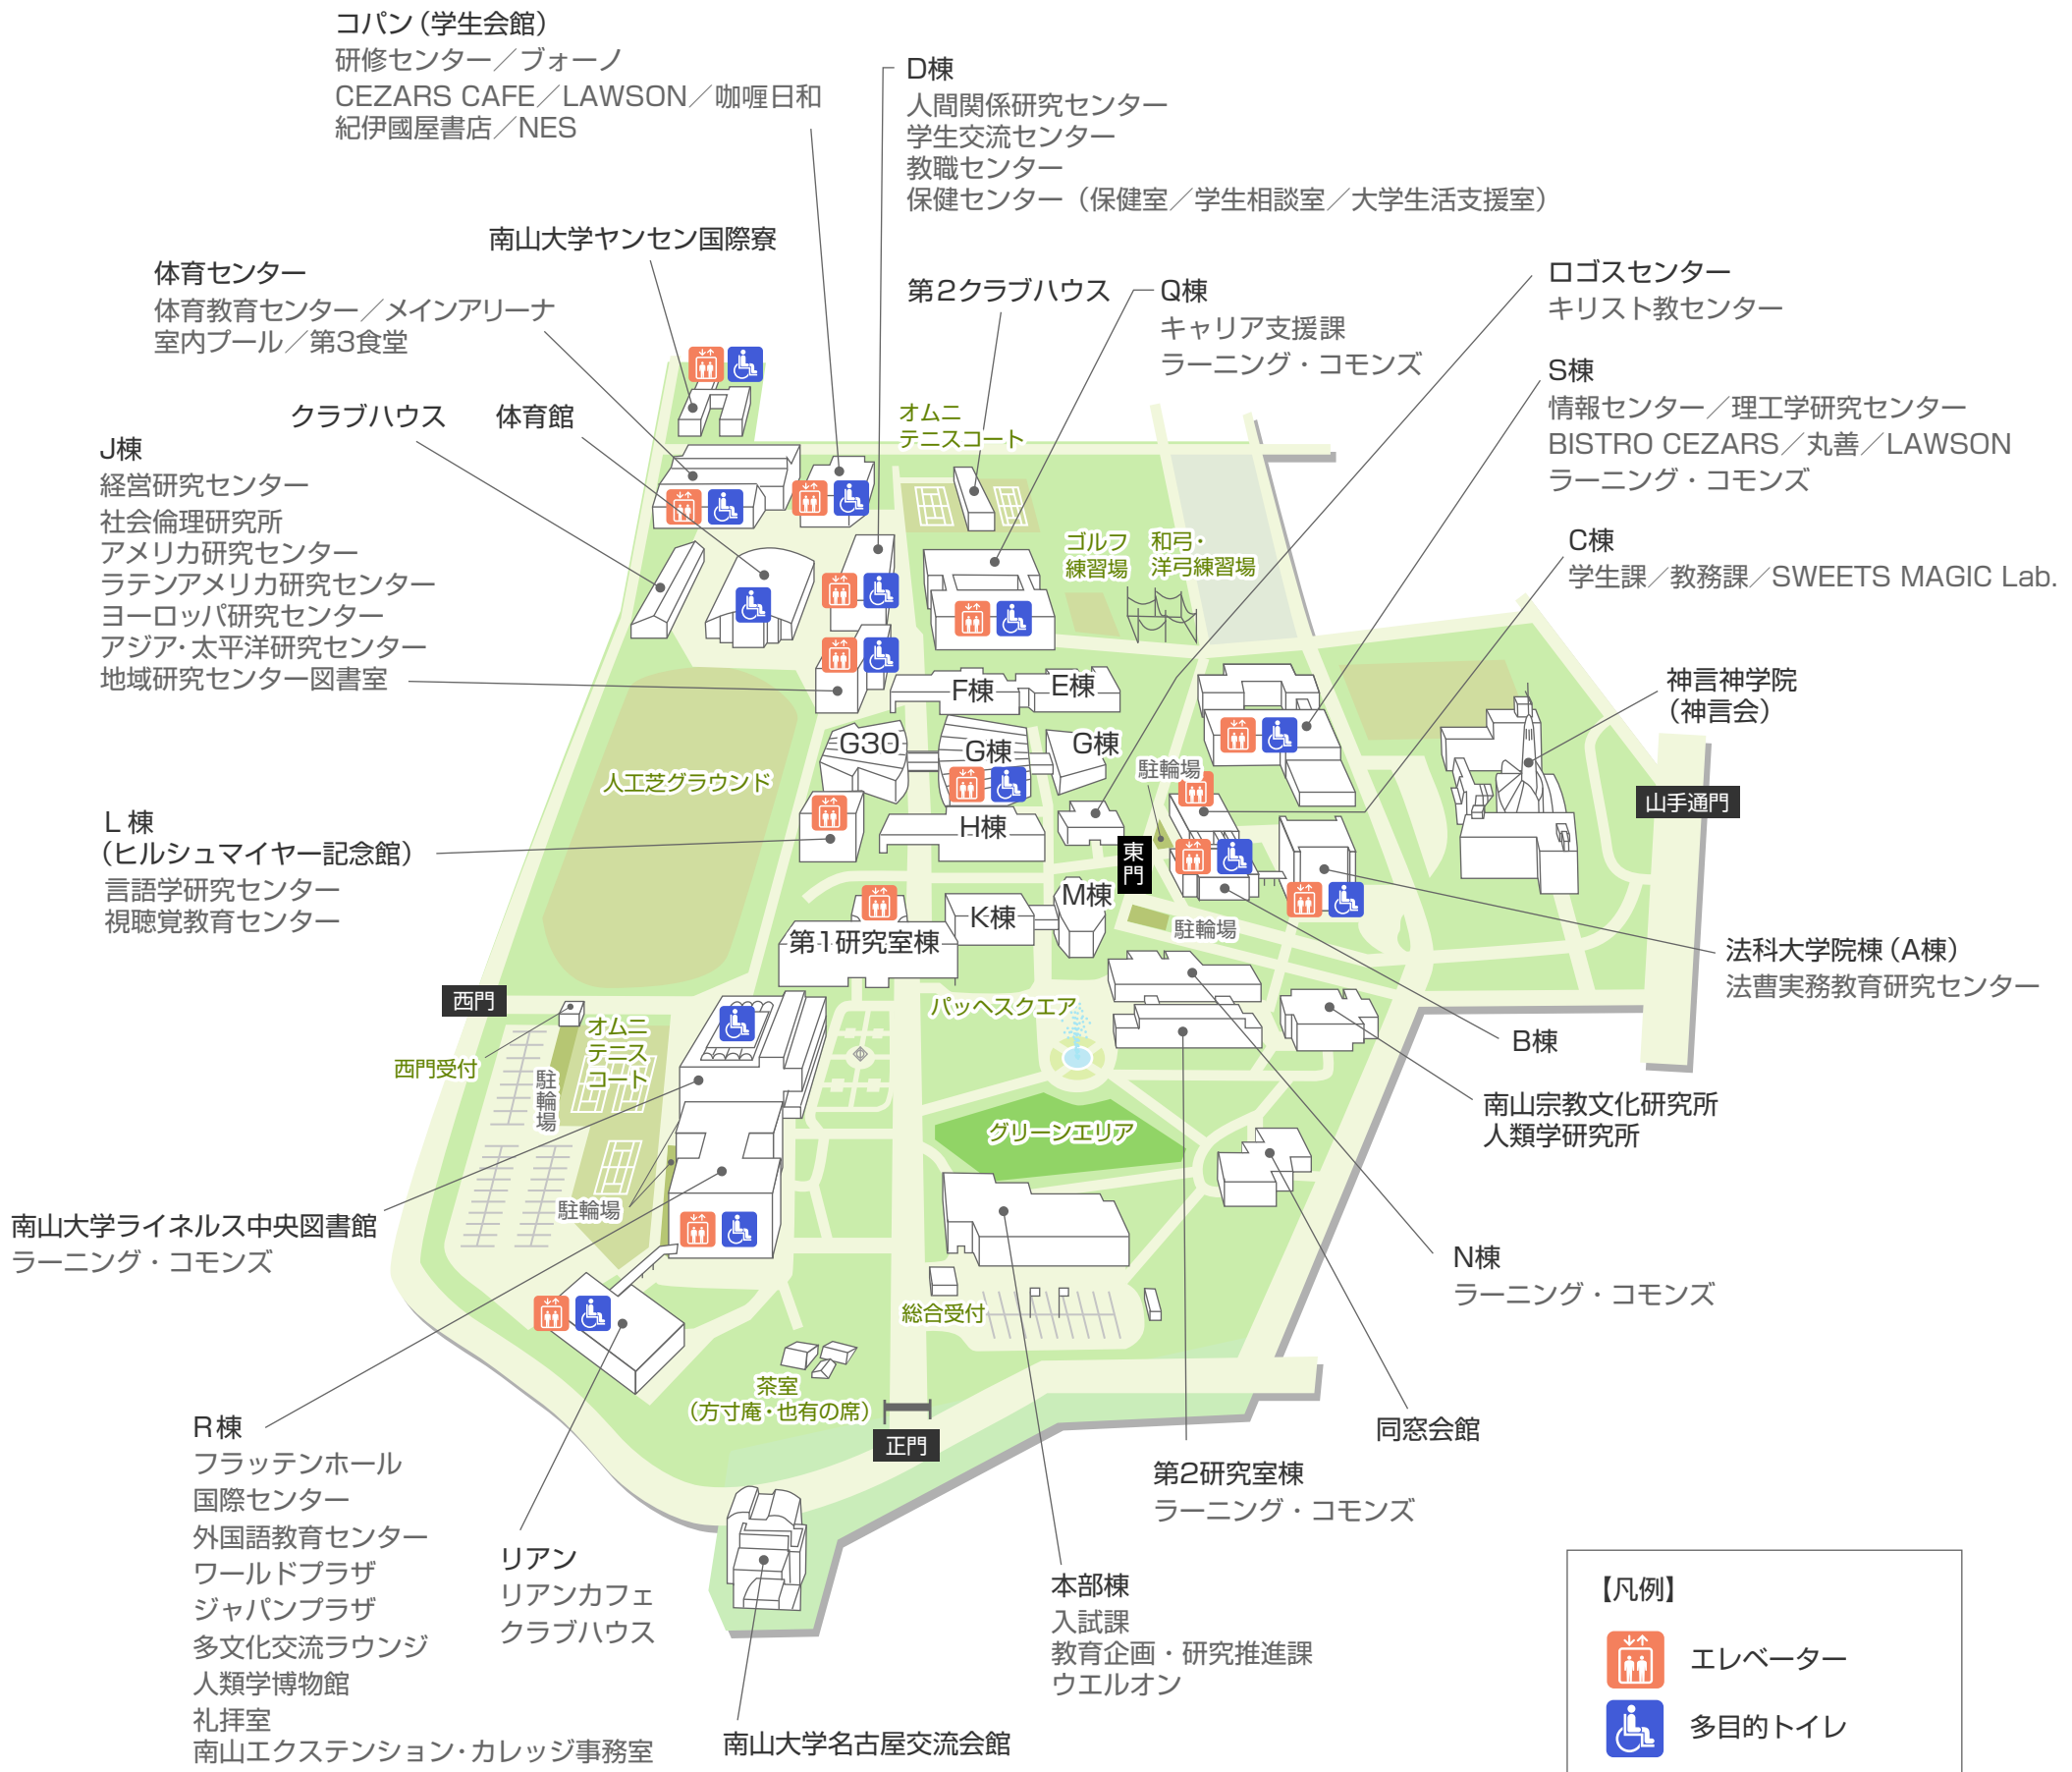 コパン（学生会館）
研修センター／ブォーノ
CEZARS CAFE／LAWSON／咖喱日和
紀伊國屋書店／NES
D棟
人間関係研究センター
学生交流センター
教職センター
保健センター（保健室／学生相談室／大学生活支援室）
南山大学ヤンセン国際寮
体育センター
体育教育センター／メインアリーナ
室内プール／第3食堂
第2クラブハウス
Q棟
キャリア支援課
ラーニング・コモンズ
ロゴスセンター
キリスト教センター
S棟
情報センター／理工学研究センター
BISTRO CEZARS／丸善／LAWSON
ラーニング・コモンズ
クラブハウス
体育館
オムニ
テニスコート
J棟
経営研究センター
社会倫理研究所
アメリカ研究センター
ラテンアメリカ研究センター
ヨーロッパ研究センター
アジア・太平洋研究センター
地域研究センター図書室
ゴルフ
練習場
和弓・
洋弓練習場
C棟
学生課／教務課／SWEETS MAGIC Lab.
神言神学院
（神言会）
F棟
E棟
G30
G棟
G棟
駐輪場
人工芝グラウンド
山手通門
L棟
（ヒルシュマイヤー記念館）
言語学研究センター
視聴覚教育センター
H棟
東門
M棟
K棟
第1研究室棟
駐輪場
法科大学院棟（A棟）
法曹実務教育研究センター
西門
パッヘスクエア
オムニ
テニス
コート
西門受付
駐輪場
B棟
南山宗教文化研究所
人類学研究所
グリーンエリア
駐輪場
南山大学ライネルス中央図書館
ラーニング・コモンズ
N棟
ラーニング・コモンズ
総合受付
茶室
（方寸庵・也有の席）
正門
同窓会館
R棟
フラッテンホール
国際センター
外国語教育センター
ワールドプラザ
ジャパンプラザ
多文化交流ラウンジ
人類学博物館
礼拝室
南山エクステンション・カレッジ事務室
リアン
リアンカフェ
クラブハウス
第2研究室棟
ラーニング・コモンズ
本部棟
入試課
教育企画・研究推進課
ウエルオン
南山大学名古屋交流会館
【凡例】
エレベーター
多目的トイレ